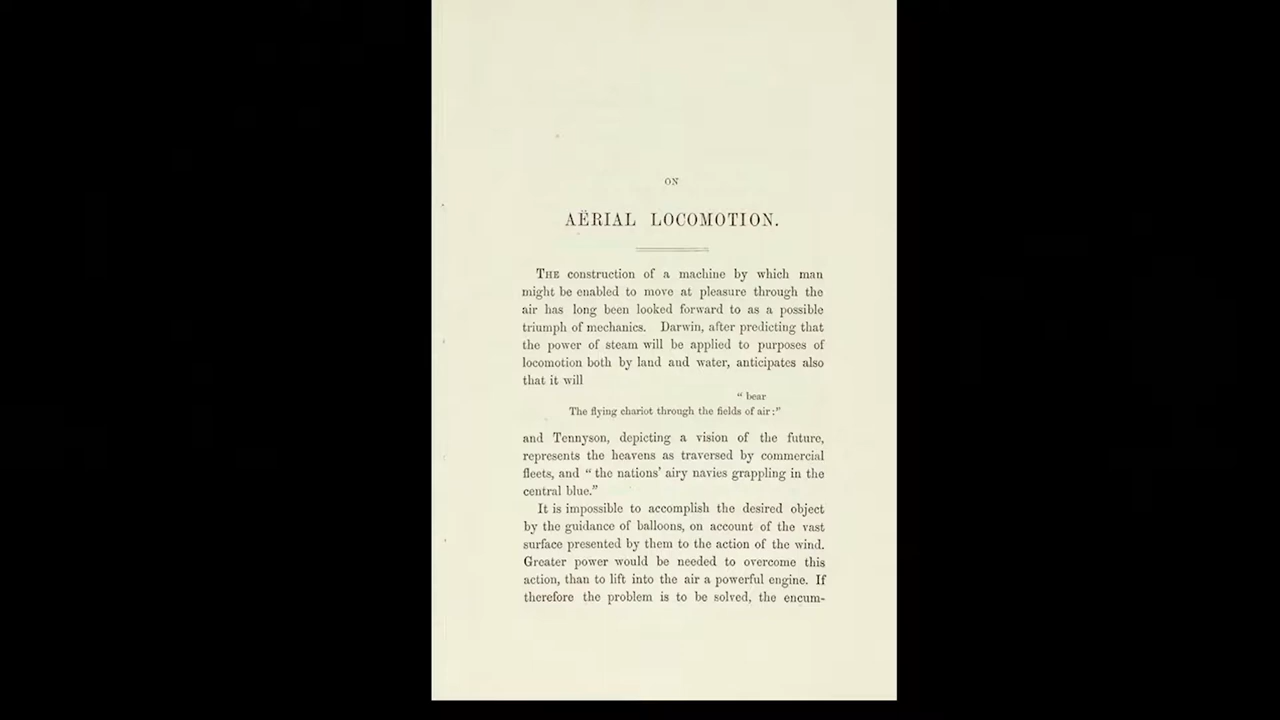 ON
AËRIAL LOCOMOTION.
THE construction of a machine by which man
might be enabled to move at pleasure through the
air has long been looked forward to as a possible
triumph of mechanics. Darwin, after predicting that
the power of steam will be applied to purposes of
locomotion both by land and water, anticipates also
that it will
“ bear
The flying chariot through the fields of air :”
and Tennyson, depicting a vision of the future,
represents the heavens as traversed by commercial
fleets, and “ the nations’ airy navies grappling in the
central blue.”
It is impossible to accomplish the desired object
by the guidance of balloons, on account of the vast
surface presented by them to the action of the wind.
Greater power would be needed to overcome this
action, than to lift into the air a powerful engine. If
therefore the problem is to be solved, the encum-